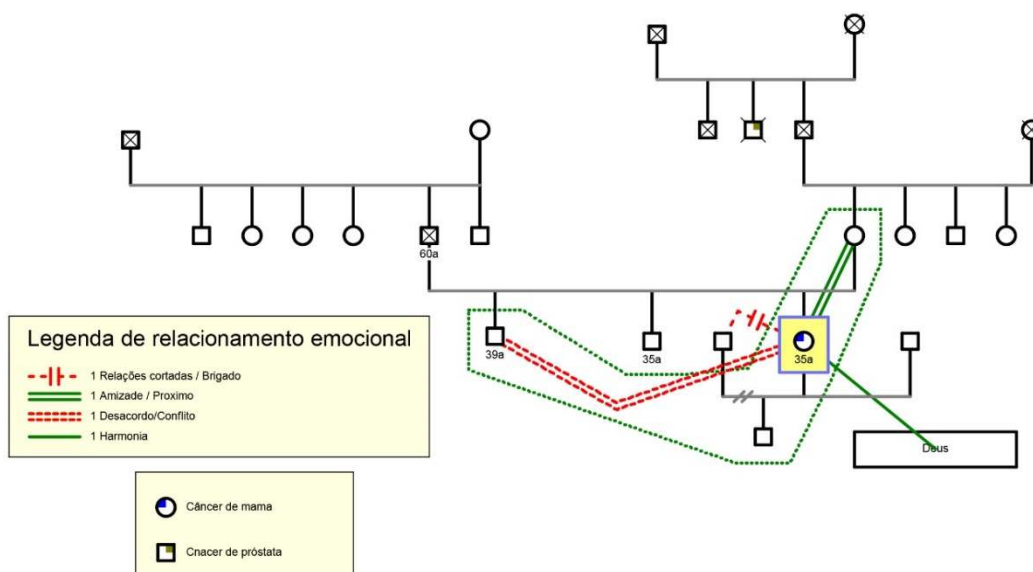 60a
39a
35a
35a
Deus
Legenda de relacionamento emocional
1 Relações cortadas / Brigado
1 Amizade / Proximo
1 Desacordo/Conflito
1 Harmonia
Câncer de mama
Cnacer de próstata